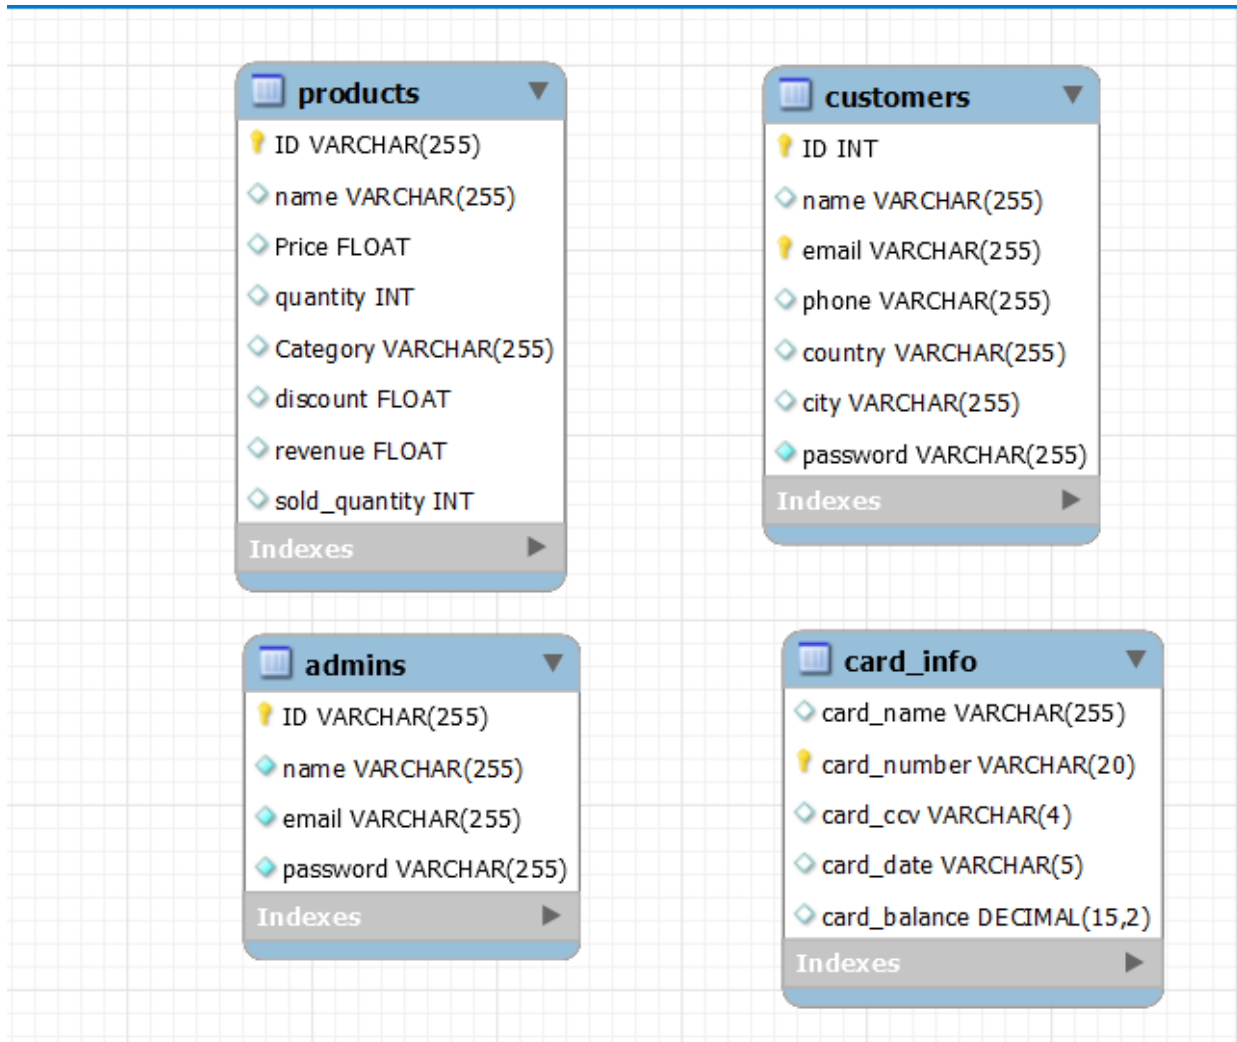 products
ID VARCHAR(255)
name VARCHAR(255)
Price FLOAT
quantity INT
Category VARCHAR(255)
discount FLOAT
revenue FLOAT
sold_quantity INT
Indexes
customers
ID INT
name VARCHAR(255)
email VARCHAR(255)
phone VARCHAR(255)
country VARCHAR(255)
city VARCHAR(255)
password VARCHAR(255)
Indexes
admins
ID VARCHAR(255)
name VARCHAR(255)
email VARCHAR(255)
password VARCHAR(255)
Indexes
card_info
card_name VARCHAR(255)
card_number VARCHAR(20)
card_ccv VARCHAR(4)
card_date VARCHAR(5)
card_balance DECIMAL(15,2)
Indexes